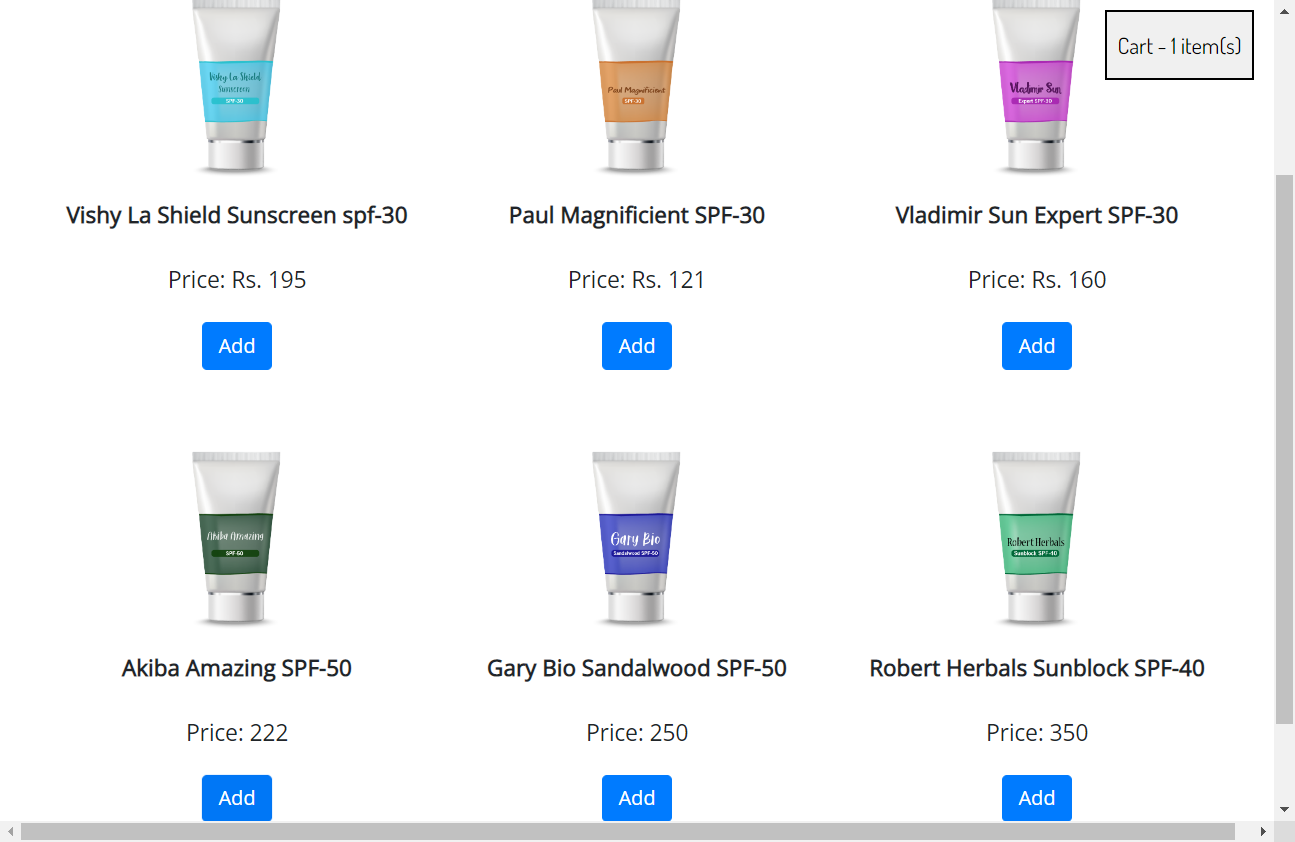 Cart - 1 item(s)
Vishy La Shield
Sunscreen
SPF-30
Paul Magnificient
SPF-30
Vladimir Sun
Expert SPF-30
Vishy La Shield Sunscreen spf-30
Paul Magnificient SPF-30
Vladimir Sun Expert SPF-30
Price: Rs. 195
Price: Rs. 121
Price: Rs. 160
Add
Add
Add
Akiba Amazing
SPF-50
Gary Bio
Sandalwood SPF-50
Robert Herbals
Sunblock SPF-40
Akiba Amazing SPF-50
Gary Bio Sandalwood SPF-50
Robert Herbals Sunblock SPF-40
Price: 222
Price: 250
Price: 350
Add
Add
Add